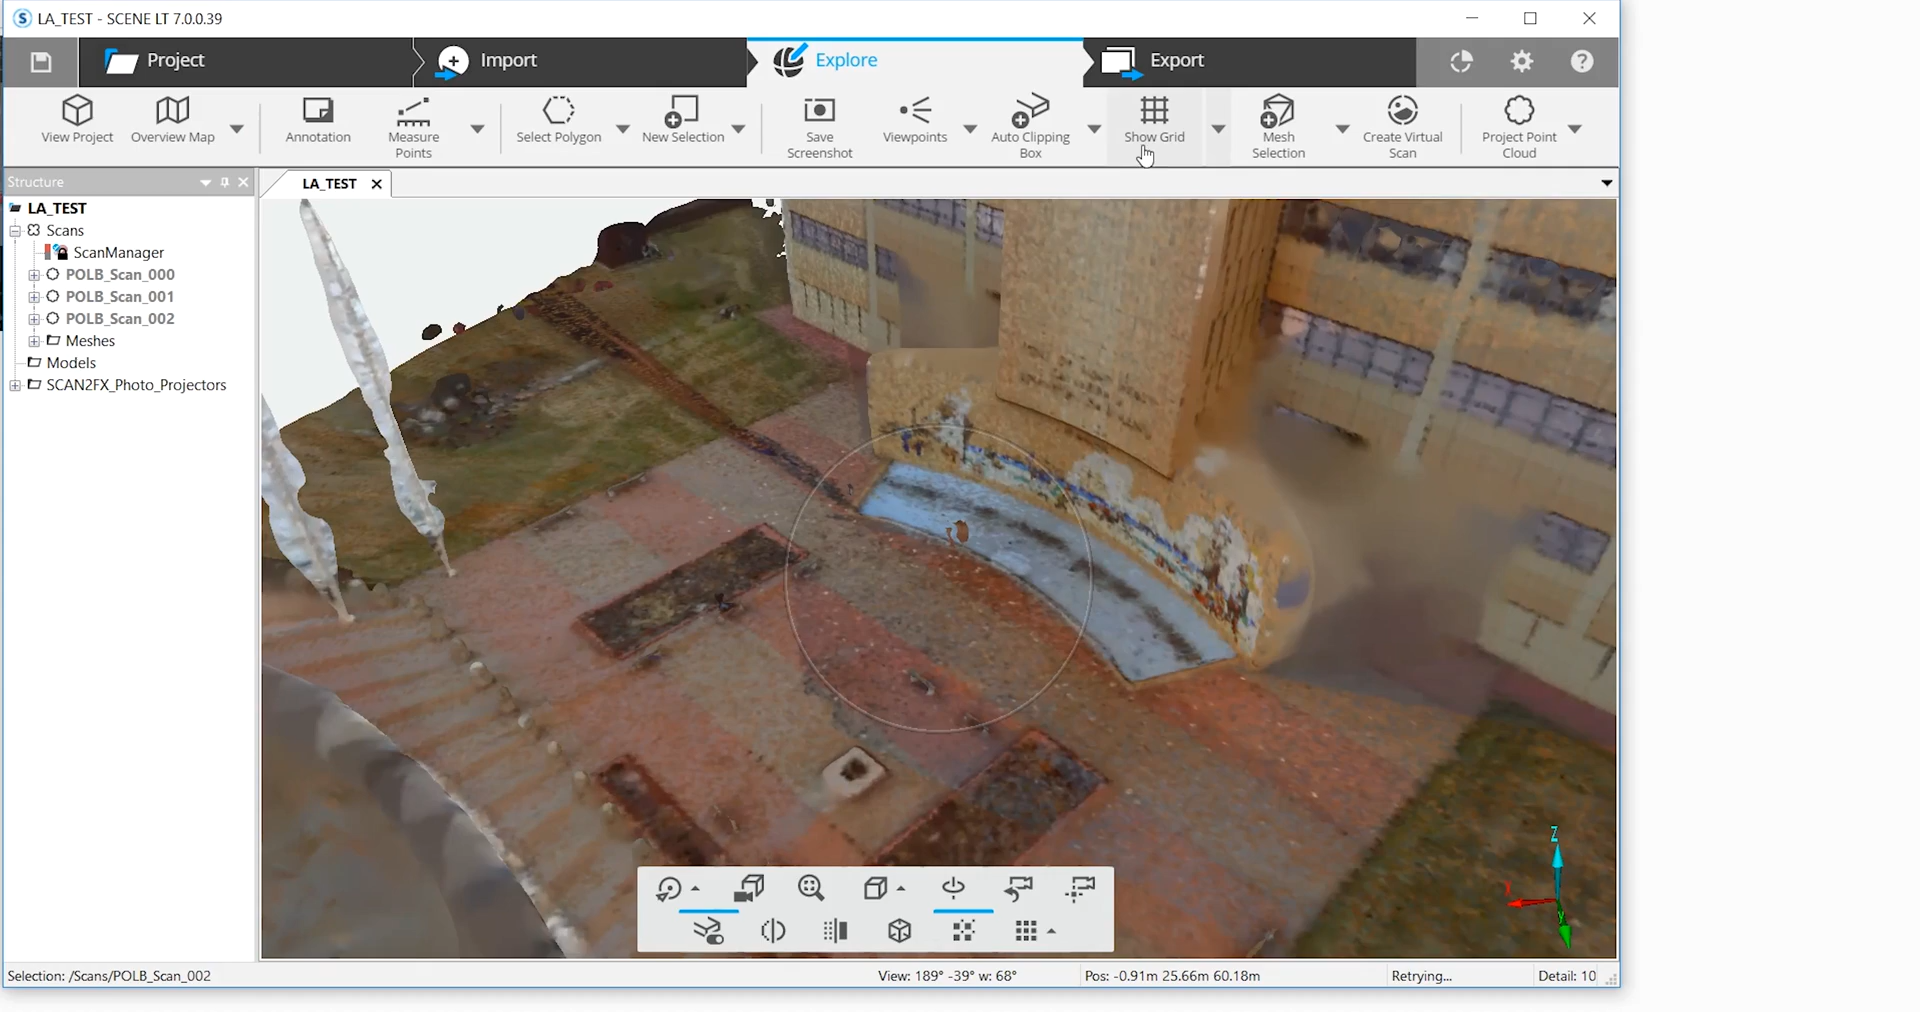 LA_TEST - SCENE LT 7.0.0.39
Project
Import
Explore
Export
View Project
Overview Map
Annotation
Measure
Points
Select Polygon
New Selection
Save
Screenshot
Viewpoints
Auto Clipping
Box
Show Grid
Mesh
Selection
Create Virtual
Scan
Project Point
Cloud
Structure
LA_TEST
LA_TEST
Scans
ScanManager
POLB_Scan_000
POLB_Scan_001
POLB_Scan_002
Meshes
Models
SCAN2FX_Photo_Projectors
Z
Y
Selection: /Scans/POLB_Scan_002
View: 189° -39° w: 68°
Pos: -0.91m 25.66m 60.18m
Retrying...
Detail: 10